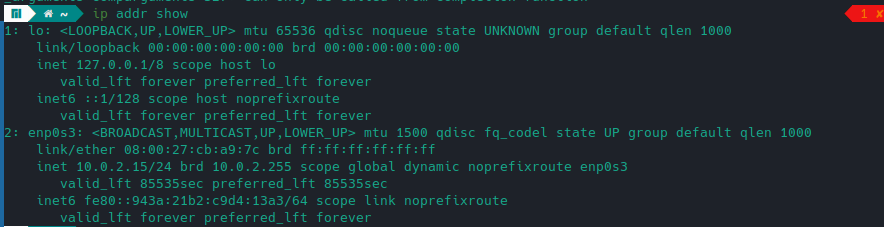 ~ ip addr show 1 ✘
1: lo: <LOOPBACK,UP,LOWER_UP> mtu 65536 qdisc noqueue state UNKNOWN group default qlen 1000
    link/loopback 00:00:00:00:00:00 brd 00:00:00:00:00:00
    inet 127.0.0.1/8 scope host lo
       valid_lft forever preferred_lft forever
    inet6 ::1/128 scope host noprefixroute
       valid_lft forever preferred_lft forever
2: enp0s3: <BROADCAST,MULTICAST,UP,LOWER_UP> mtu 1500 qdisc fq_codel state UP group default qlen 1000
    link/ether 08:00:27:cb:a9:7c brd ff:ff:ff:ff:ff:ff
    inet 10.0.2.15/24 brd 10.0.2.255 scope global dynamic noprefixroute enp0s3
       valid_lft 85535sec preferred_lft 85535sec
    inet6 fe80::943a:21b2:c9d4:13a3/64 scope link noprefixroute
       valid_lft forever preferred_lft forever